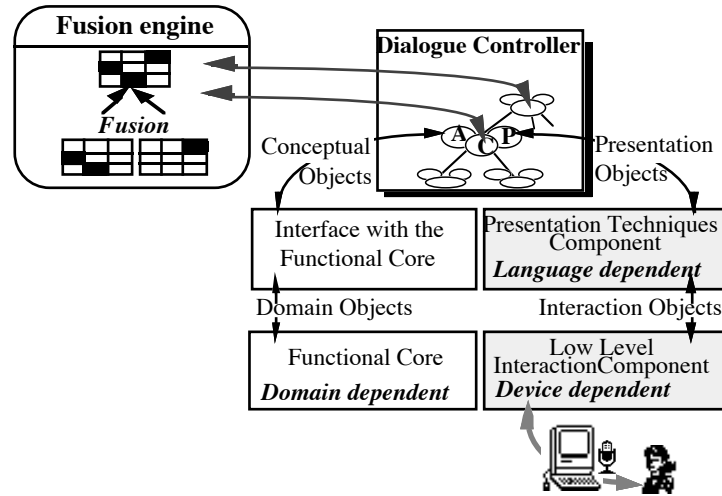 Fusion engine
Fusion
Dialogue Controller
A
C
P
Conceptual
Objects
Presentation
Objects
Interface with the
Functional Core
Presentation Techniques
Component
Language dependent
Domain Objects
Interaction Objects
Functional Core
Domain dependent
Low Level
InteractionComponent
Device dependent